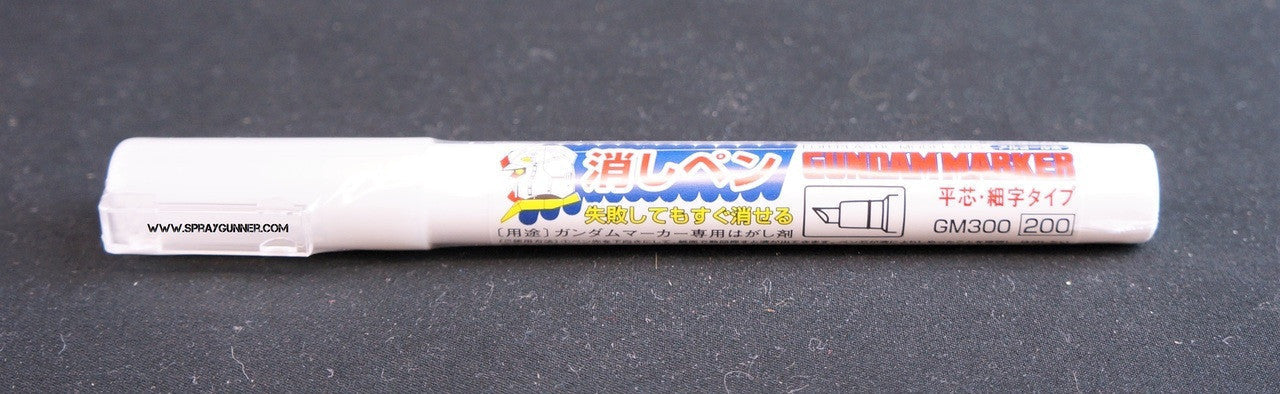 WWW.SPRAYGUNNER.COM
消しペン
失敗してもすぐ消せる
[用途]ガンダムマーカー専用はがし剤
GUNDAM MARKER
平芯・細字タイプ
GM300 200